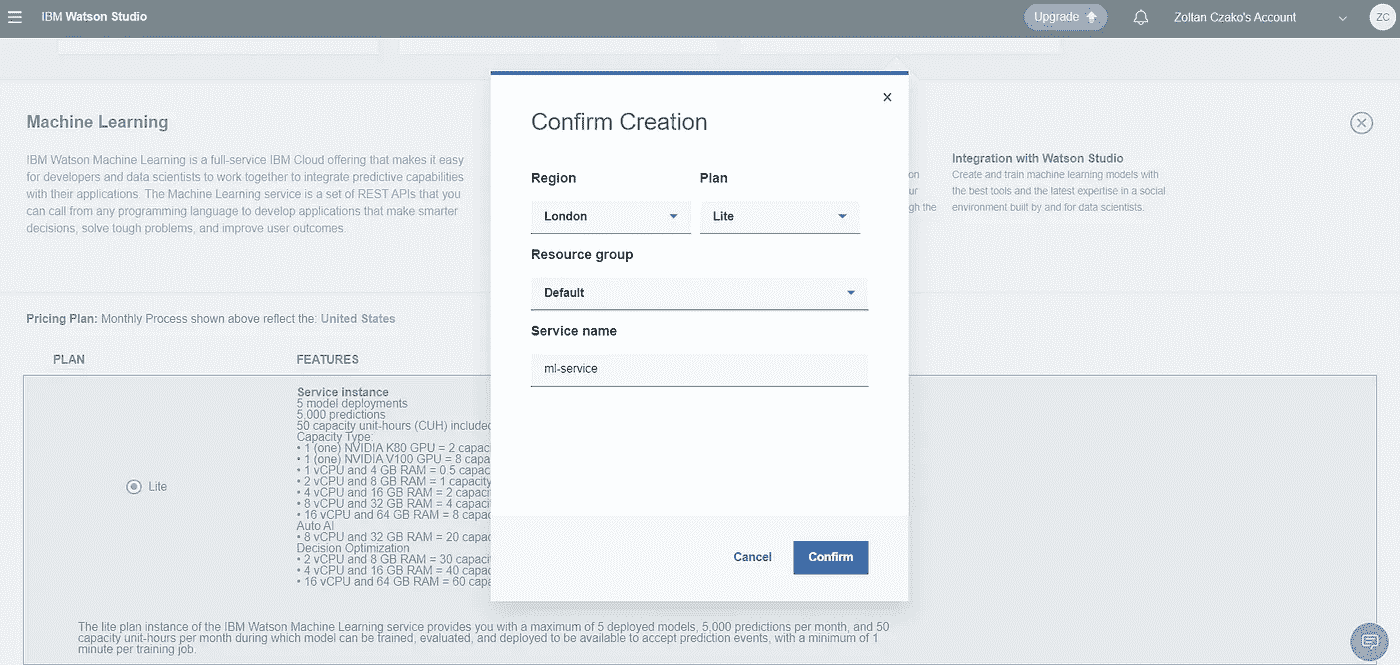 IBM Watson Studio
Upgrade
Zoltan Czako's Account
ZC
Machine Learning
IBM Watson Machine Learning is a full-service IBM Cloud offering that makes it easy
for developers and data scientists to work together to integrate predictive capabilities
with their applications. The Machine Learning service is a set of REST APIs that you
can call from any programming language to develop applications that make smarter
decisions, solve tough problems, and improve user outcomes.
on
ur
gh the
Integration with Watson Studio
Create and train machine learning models with
the best tools and the latest expertise in a social
environment built by and for data scientists.
Confirm Creation
Region
Plan
London
Lite
Resource group
Default
Service name
ml-service
Cancel
Confirm
Pricing Plan: Monthly Process shown above reflect the: United States
PLAN
FEATURES
Lite
Service instance
5 model deployments
5,000 predictions
50 capacity unit-hours (CUH) included
Capacity Type:
• 1 (one) NVIDIA K80 GPU = 2 capaci
• 1 (one) NVIDIA V100 GPU = 8 capa
• 1 vCPU and 4 GB RAM = 0.5 capac
• 2 vCPU and 8 GB RAM = 1 capacity
• 4 vCPU and 16 GB RAM = 2 capaci
• 8 vCPU and 32 GB RAM = 4 capaci
• 16 vCPU and 64 GB RAM = 8 capac
Auto AI
• 8 vCPU and 32 GB RAM = 20 capac
Decision Optimization
• 2 vCPU and 8 GB RAM = 30 capaci
• 4 vCPU and 16 GB RAM = 40 capac
• 16 vCPU and 64 GB RAM = 60 capa
The lite plan instance of the IBM Watson Machine Learning service provides you with a maximum of 5 deployed models, 5,000 predictions per month, and 50
capacity unit-hours per month during which model can be trained, evaluated, and deployed to be available to accept prediction events, with a minimum of 1
minute per training job.